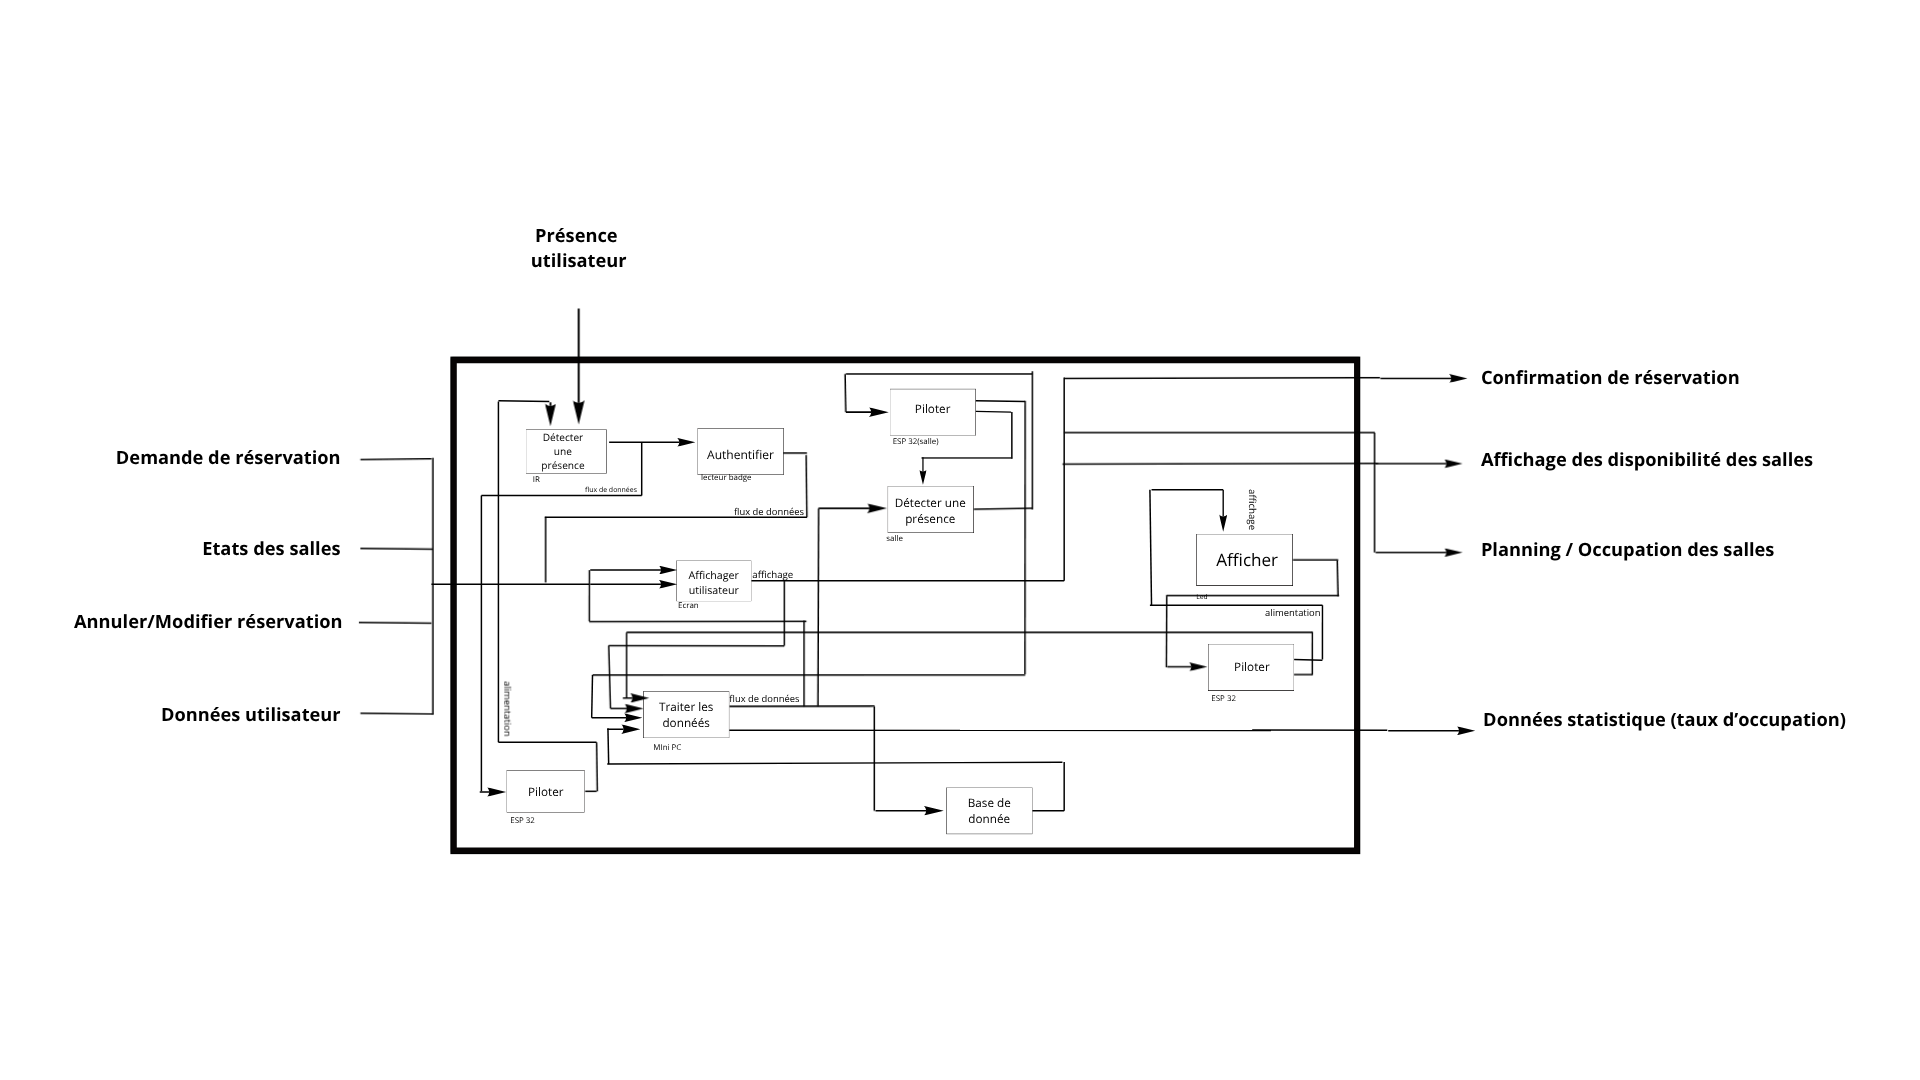 Présence
utilisateur
Demande de réservation
Etats des salles
Annuler/Modifier réservation
Données utilisateur
Détecter
une
présence
IR
flux de données
Authentifier
lecteur badge
flux de données
Piloter
ESP 32(salle)
Détecter une
présence
salle
Affichager
utilisateur
Ecran
affichage
affichage
Afficher
Led
alimentation
Piloter
ESP 32
alimentation
Traiter les
donnéés
MIni PC
flux de données
Piloter
ESP 32
Base de
donnée
Confirmation de réservation
Affichage des disponibilité des salles
Planning / Occupation des salles
Données statistique (taux d’occupation)